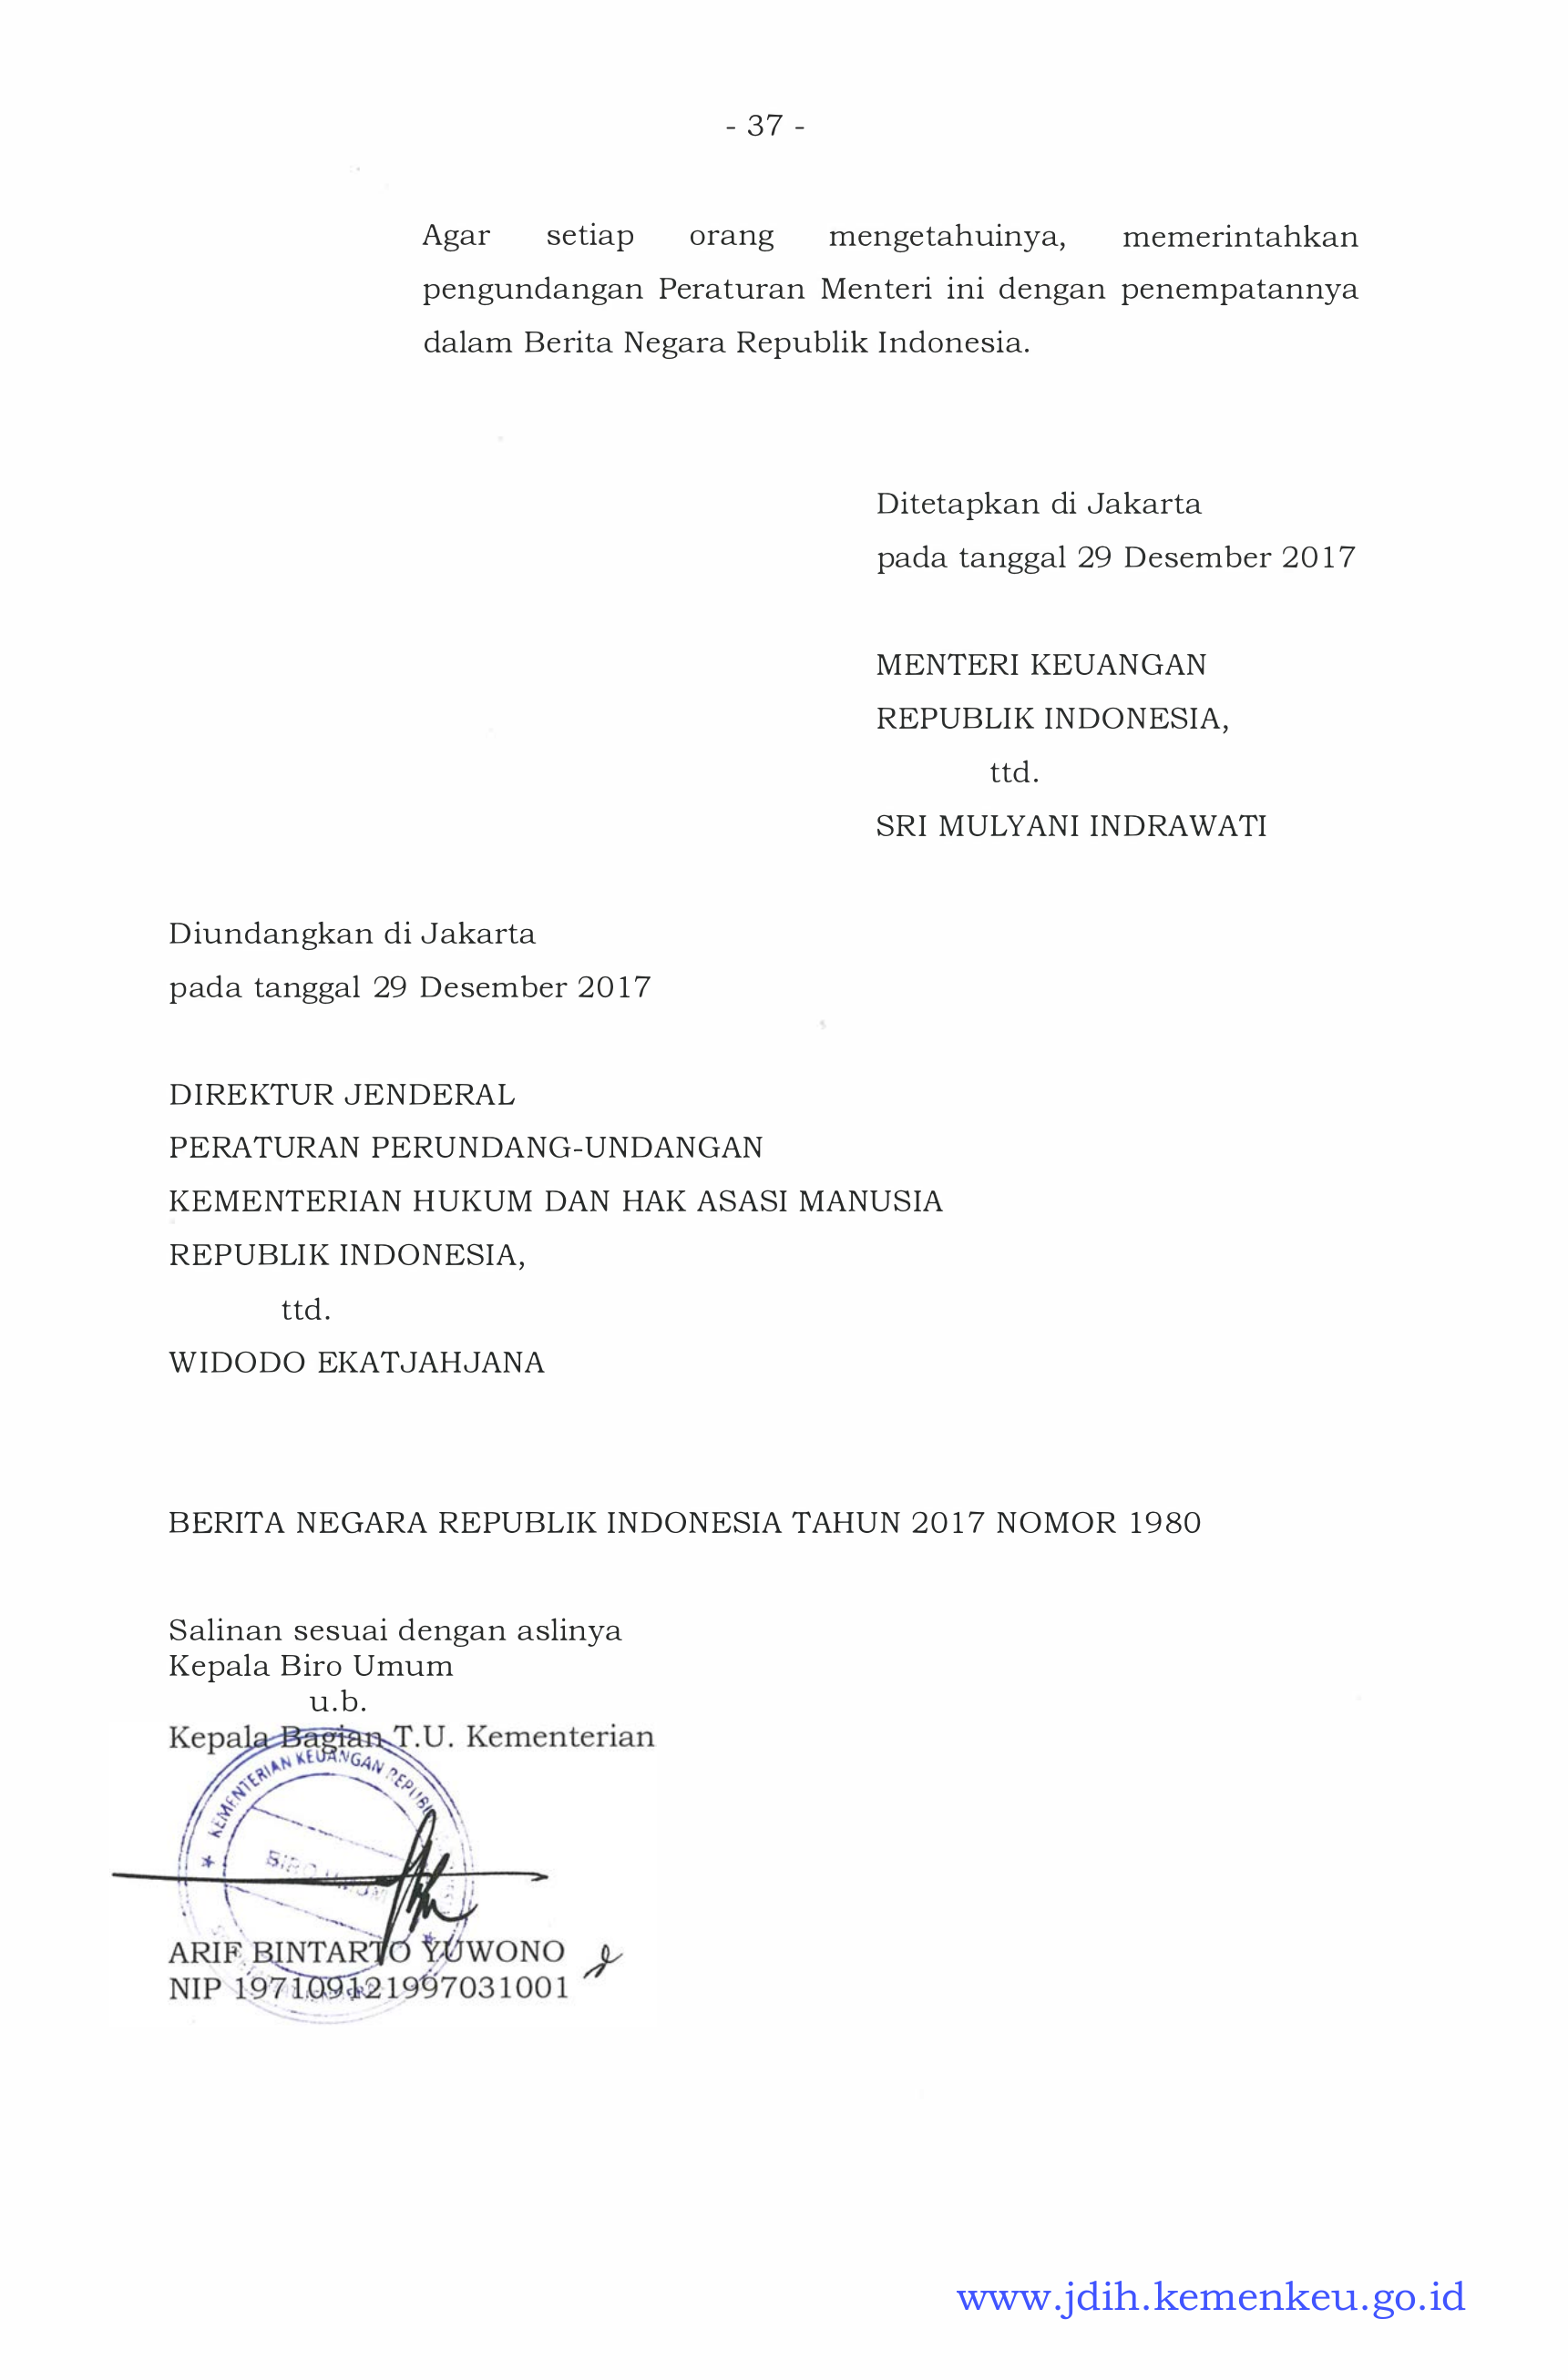 - 37 -
Agar setiap orang mengetahuinya, memerintahkan
pengundangan Peraturan Menteri ini dengan penempatannya
dalam Berita Negara Republik Indonesia.
Ditetapkan di Jakarta
pada tanggal 29 Desember 2017
MENTERI KEUANGAN
REPUBLIK INDONESIA,
ttd.
SRI MULYANI INDRAWATI
Diundangkan di Jakarta
pada tanggal 29 Desember 2017
DIREKTUR JENDERAL
PERATURAN PERUNDANG-UNDANGAN
KEMENTERIAN HUKUM DAN HAK ASASI MANUSIA
REPUBLIK INDONESIA,
ttd.
WIDODO EKATJAHJANA
BERITA NEGARA REPUBLIK INDONESIA TAHUN 2017 NOMOR 1980
Salinan sesuai dengan aslinya
Kepala Biro Umum
u.b.
Kepala Bagian T.U. Kementerian
KEMENTERIAN KEUANGAN
BIRO UMUM
ARIF BINTARTO YUWONO
NIP 197109121997031001
www.jdih.kemenkeu.go.id